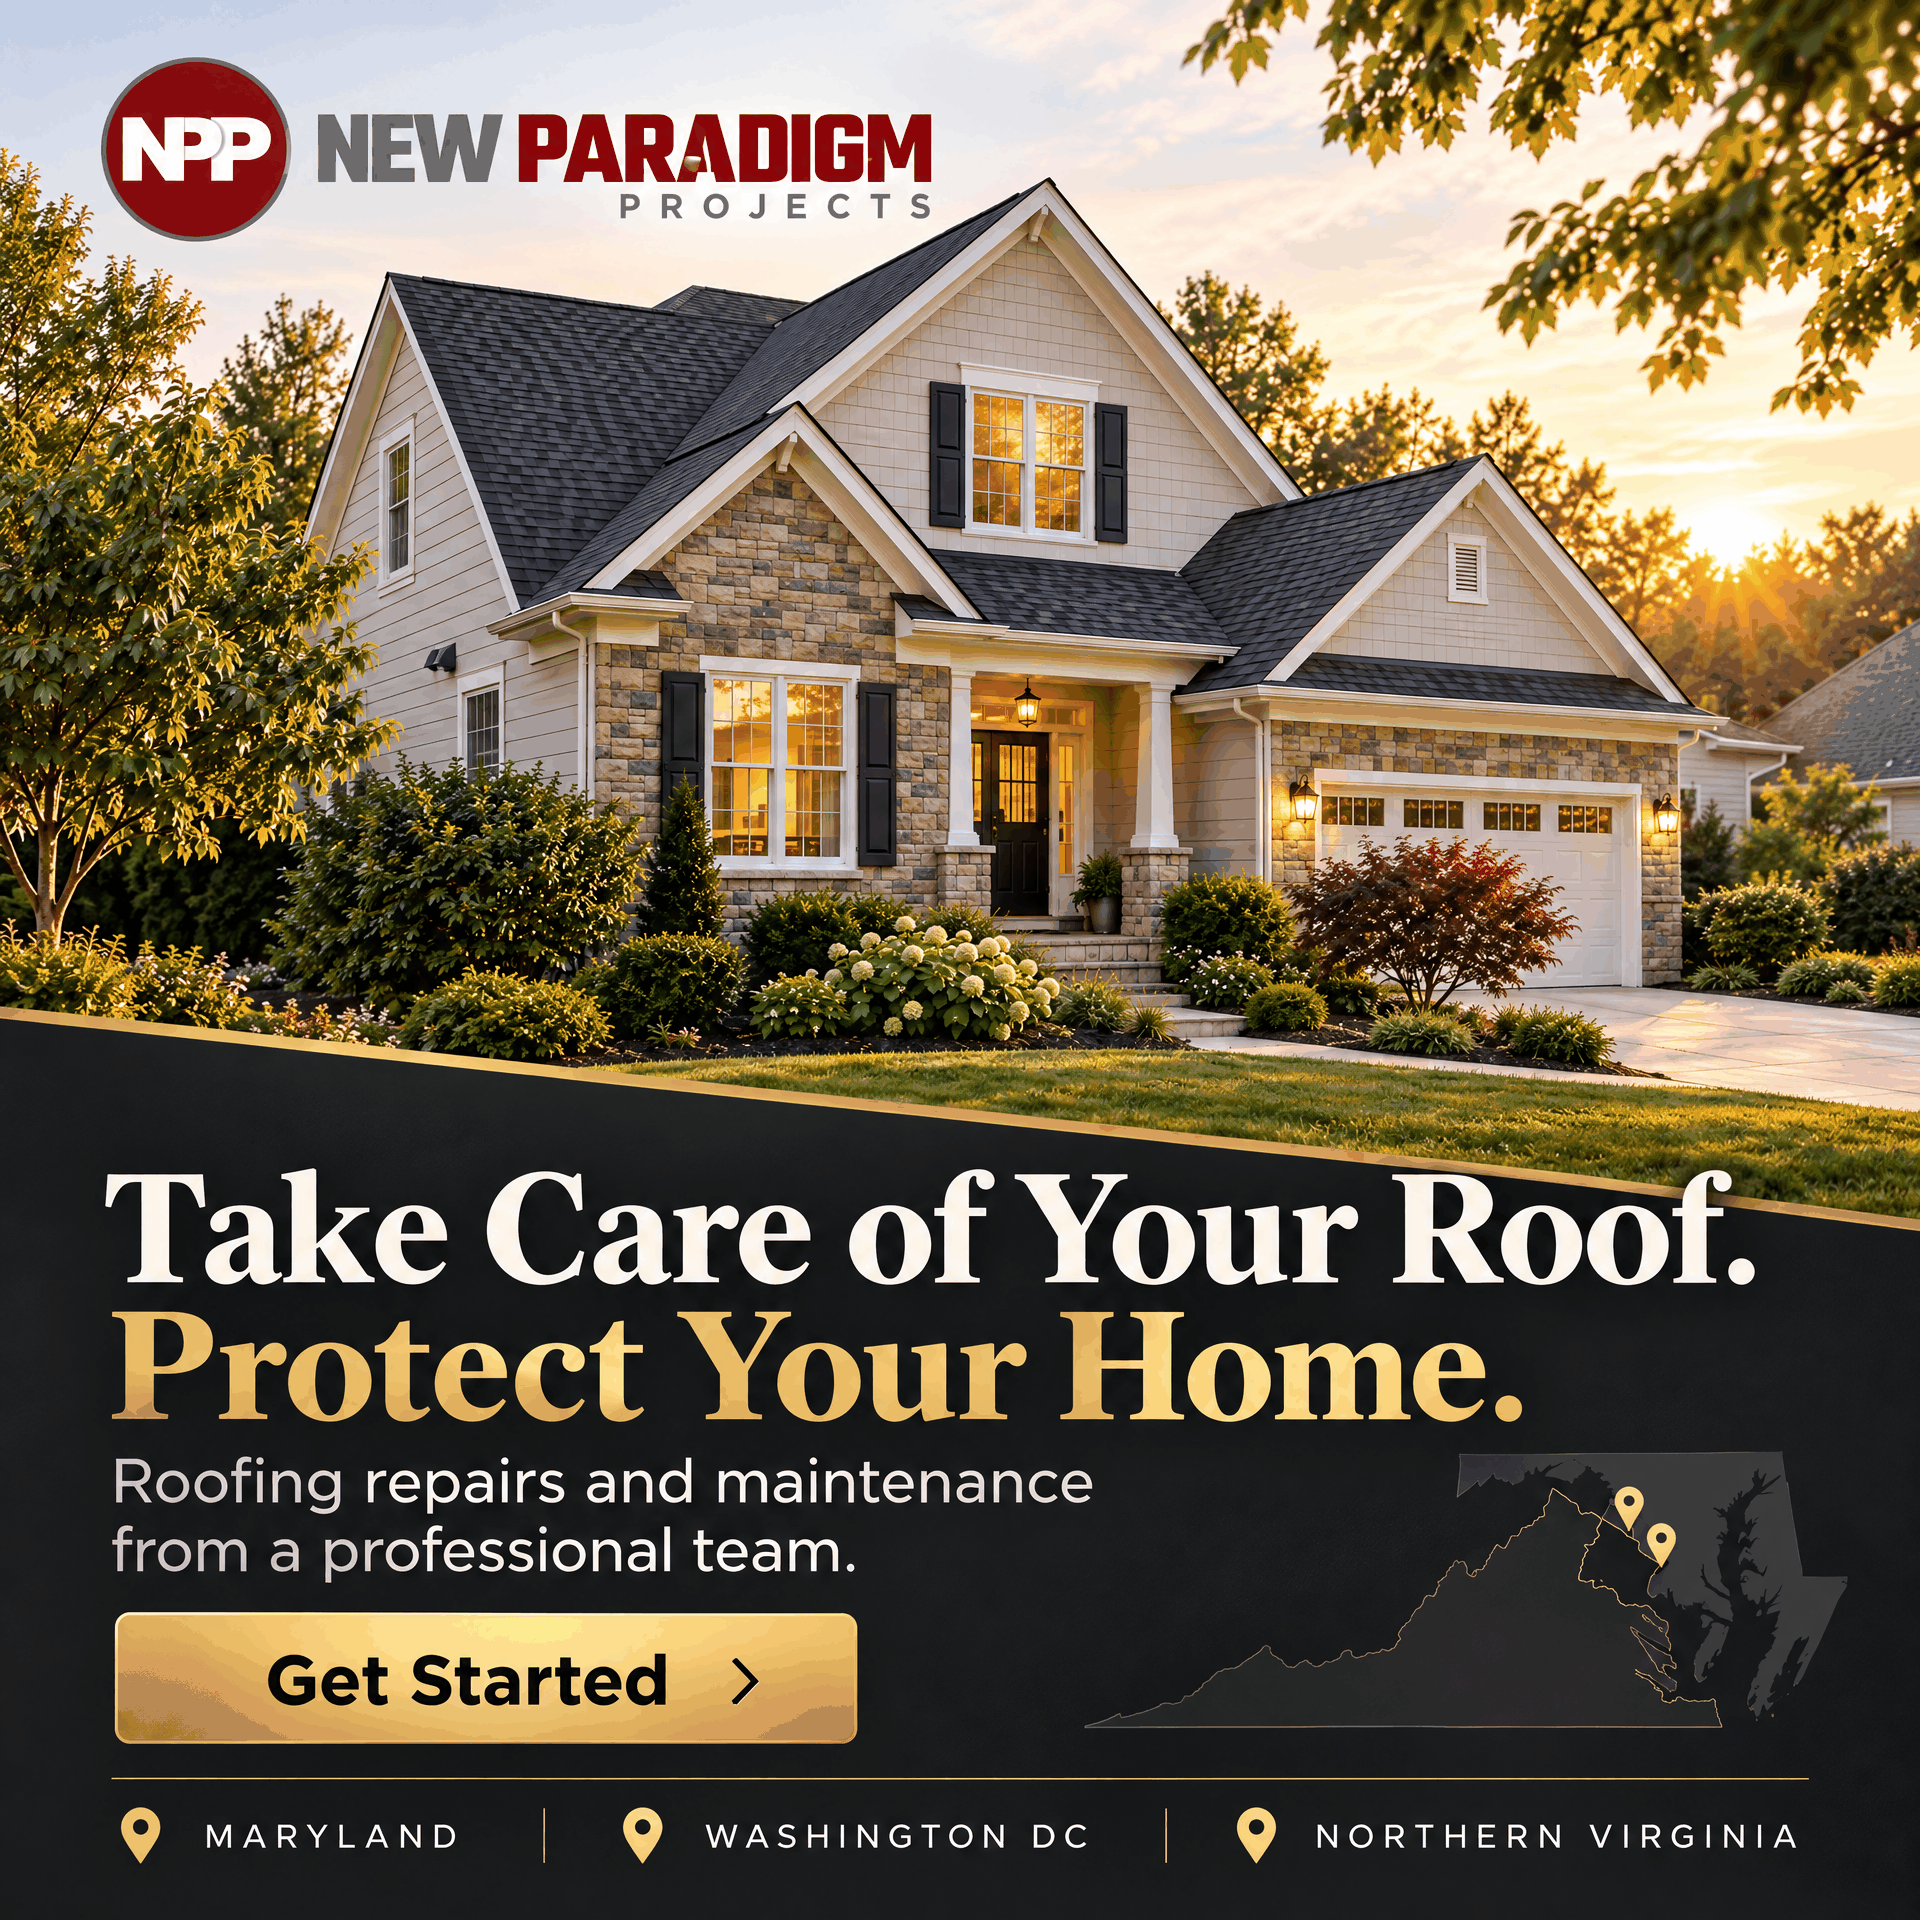 NPP
NEW PARADIGM
PROJECTS
Take Care of Your Roof.
Protect Your Home.
Roofing repairs and maintenance
from a professional team.
Get Started
MARYLAND
WASHINGTON DC
NORTHERN VIRGINIA